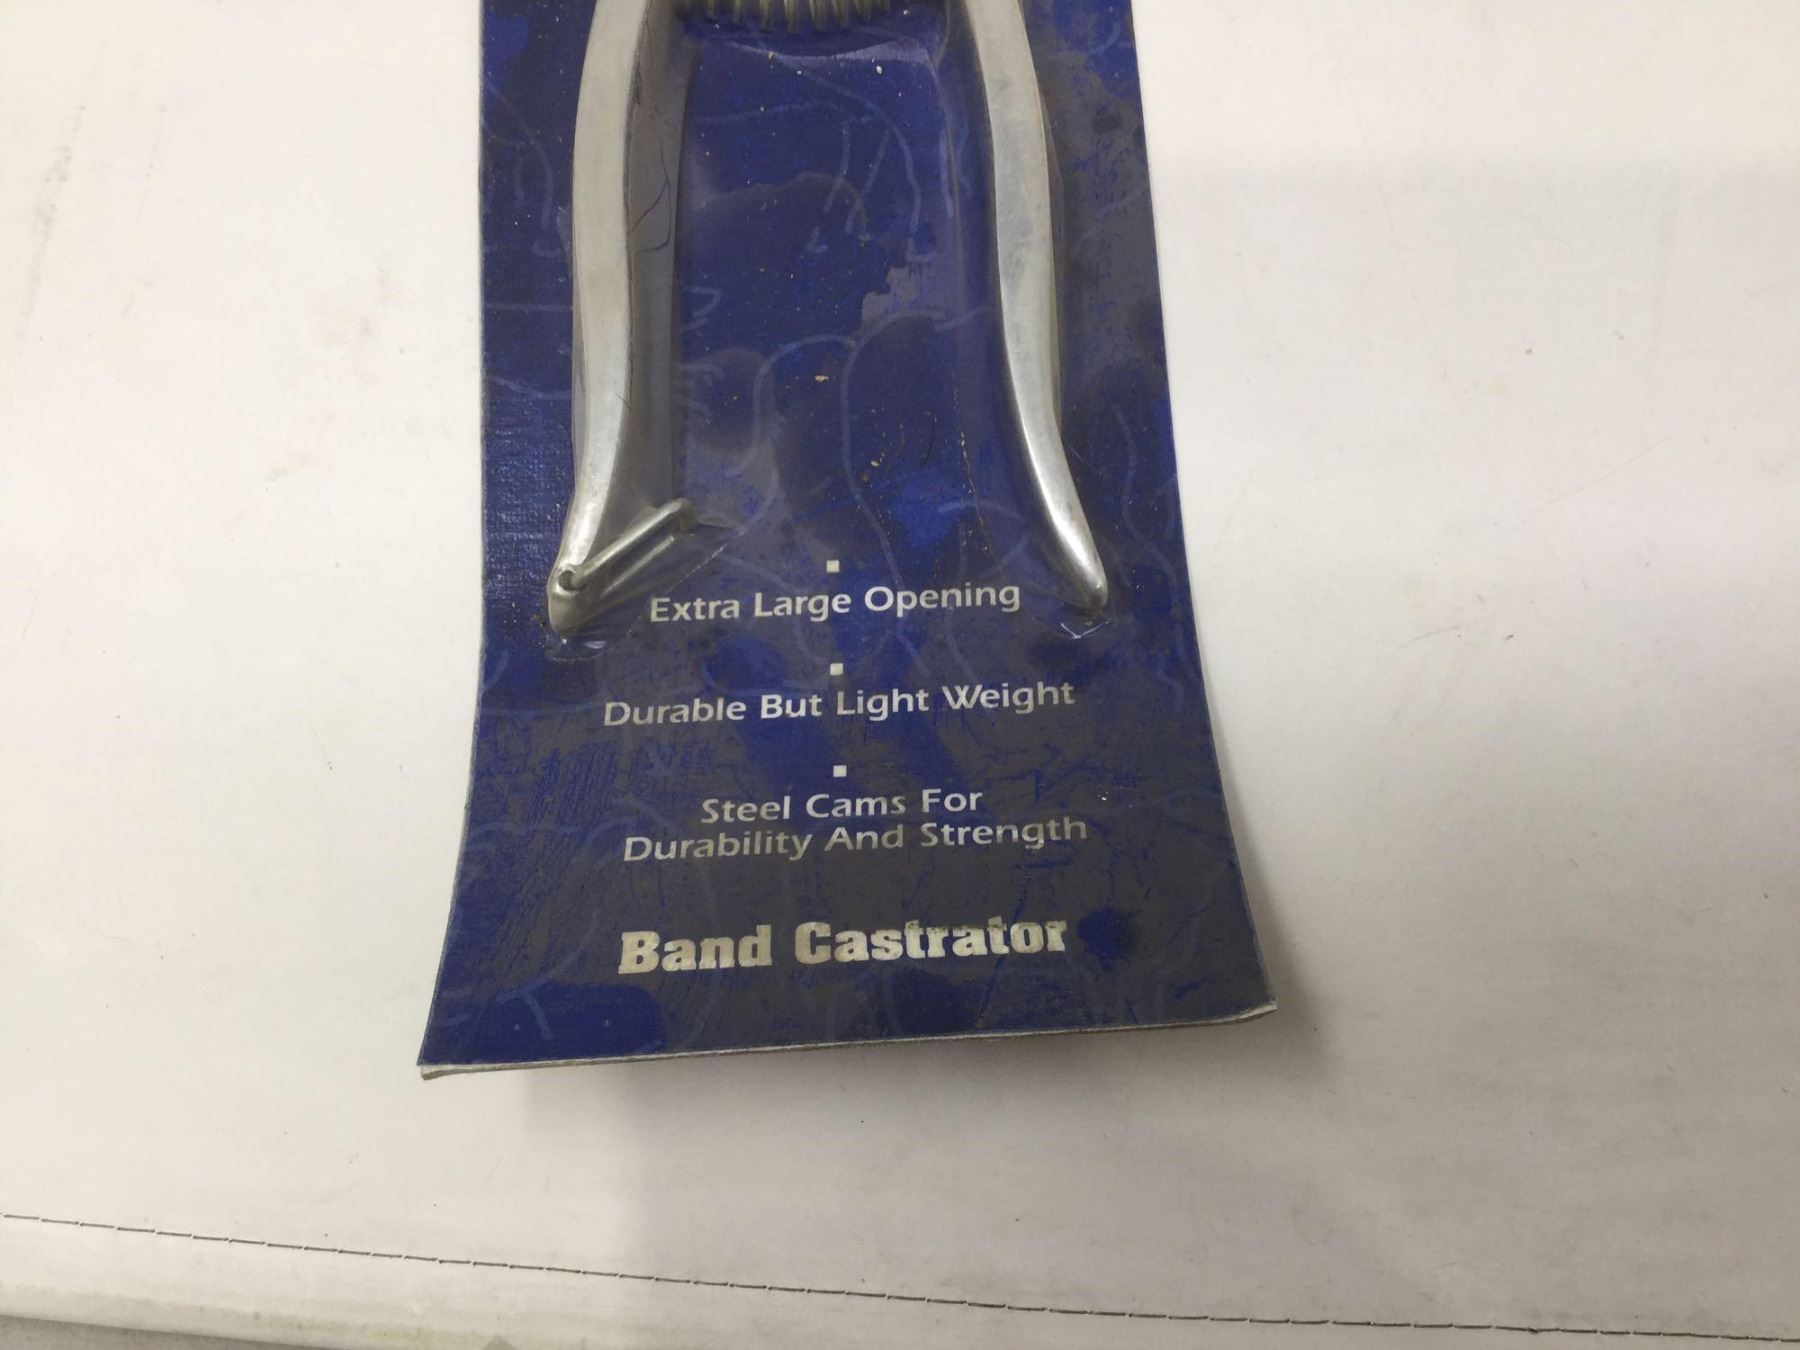 Extra Large Opening
Durable But Light Weight
Steel Cams For
Durability And Strength
Band Castrator